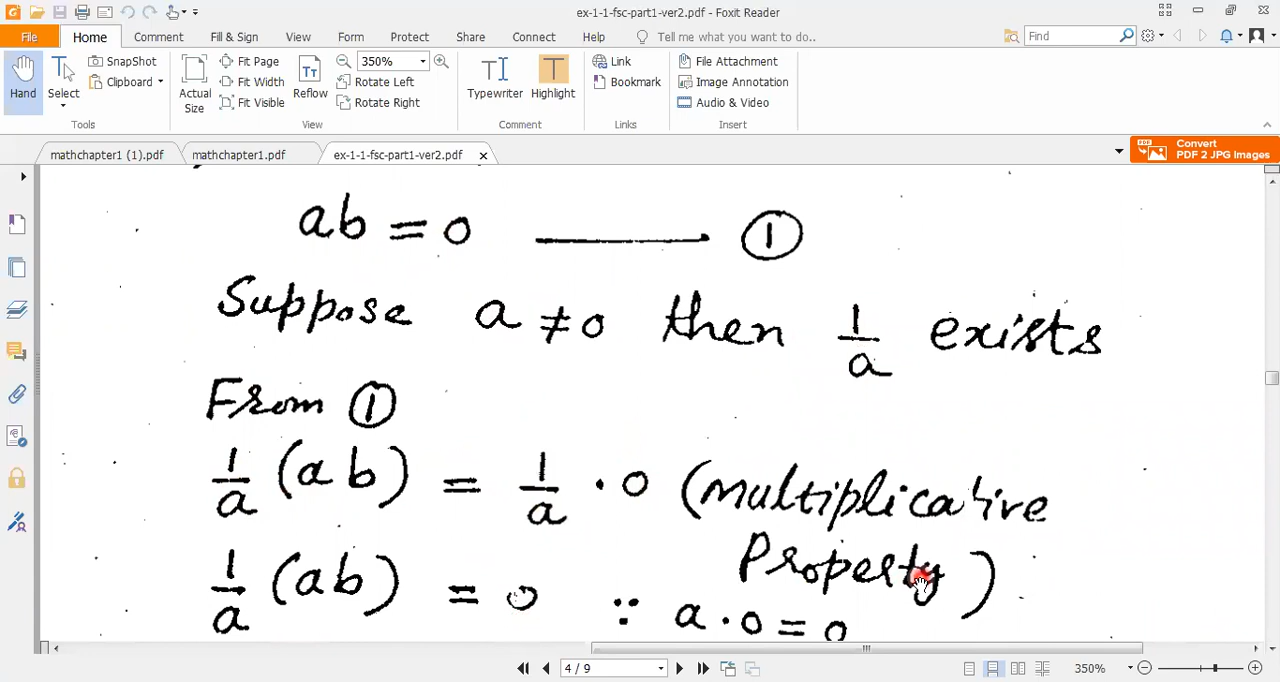 ex-1-1-fsc-part1-ver2.pdf - Foxit Reader
File Home Comment Fill & Sign View Form Protect Share Connect Help Tell me what you want to do.. Find
Hand
Select
SnapShot
Clipboard
Actual Size
Fit Page
Fit Width
Fit Visible
Reflow
350%
Rotate Left
Rotate Right
Typewriter
Highlight
Link
Bookmark
File Attachment
Image Annotation
Audio & Video
Tools View Comment Links Insert
mathchapter1 (1).pdf mathchapter1.pdf ex-1-1-fsc-part1-ver2.pdf
Convert
PDF 2 JPG Images
ab = 0 ——— ①
Suppose a ≠ 0 then 1/a exists
From ①
1/a (ab) = 1/a · 0 (multiplicative
Property)
1/a (ab) = 0 ∵ a · 0 = 0
4 / 9 350%